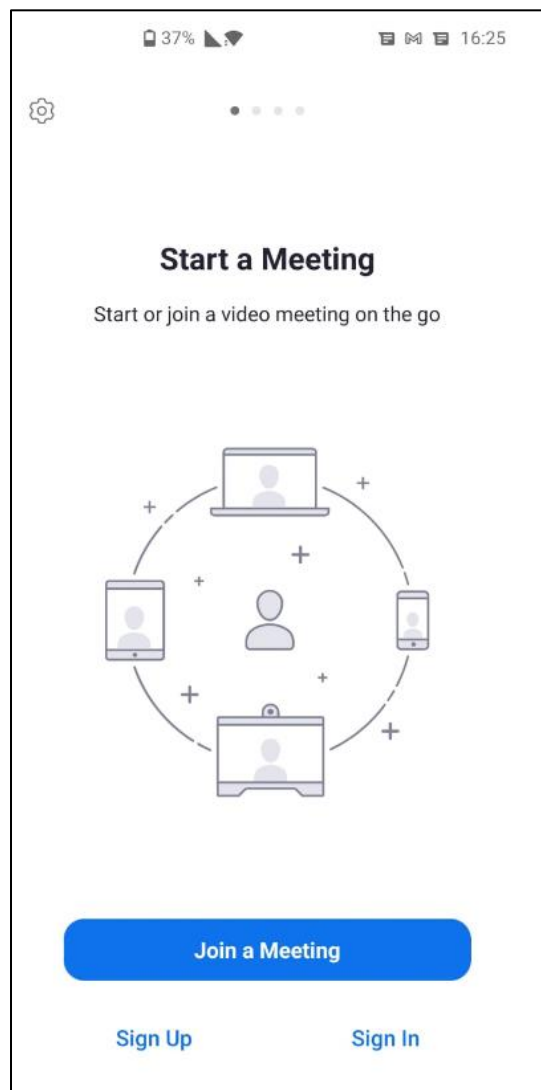 37% 16:25
Start a Meeting
Start or join a video meeting on the go
Join a Meeting
Sign Up Sign In